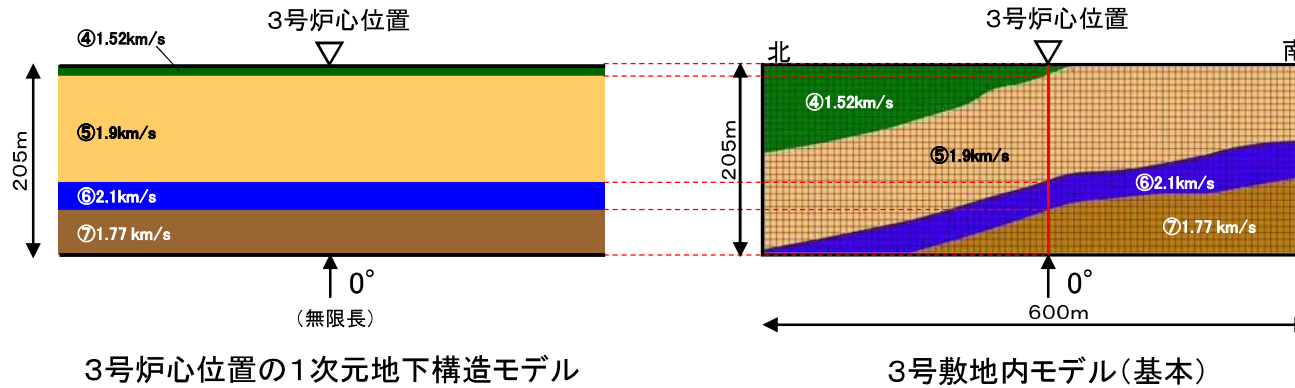 3号炉心位置
④1.52km/s
⑤1.9km/s
⑥2.1km/s
⑦1.77 km/s
205m
0°
(無限長)
3号炉心位置の1次元地下構造モデル
3号炉心位置
北
南
④1.52km/s
⑤1.9km/s
⑥2.1km/s
⑦1.77 km/s
205m
0°
600m
3号敷地内モデル(基本)